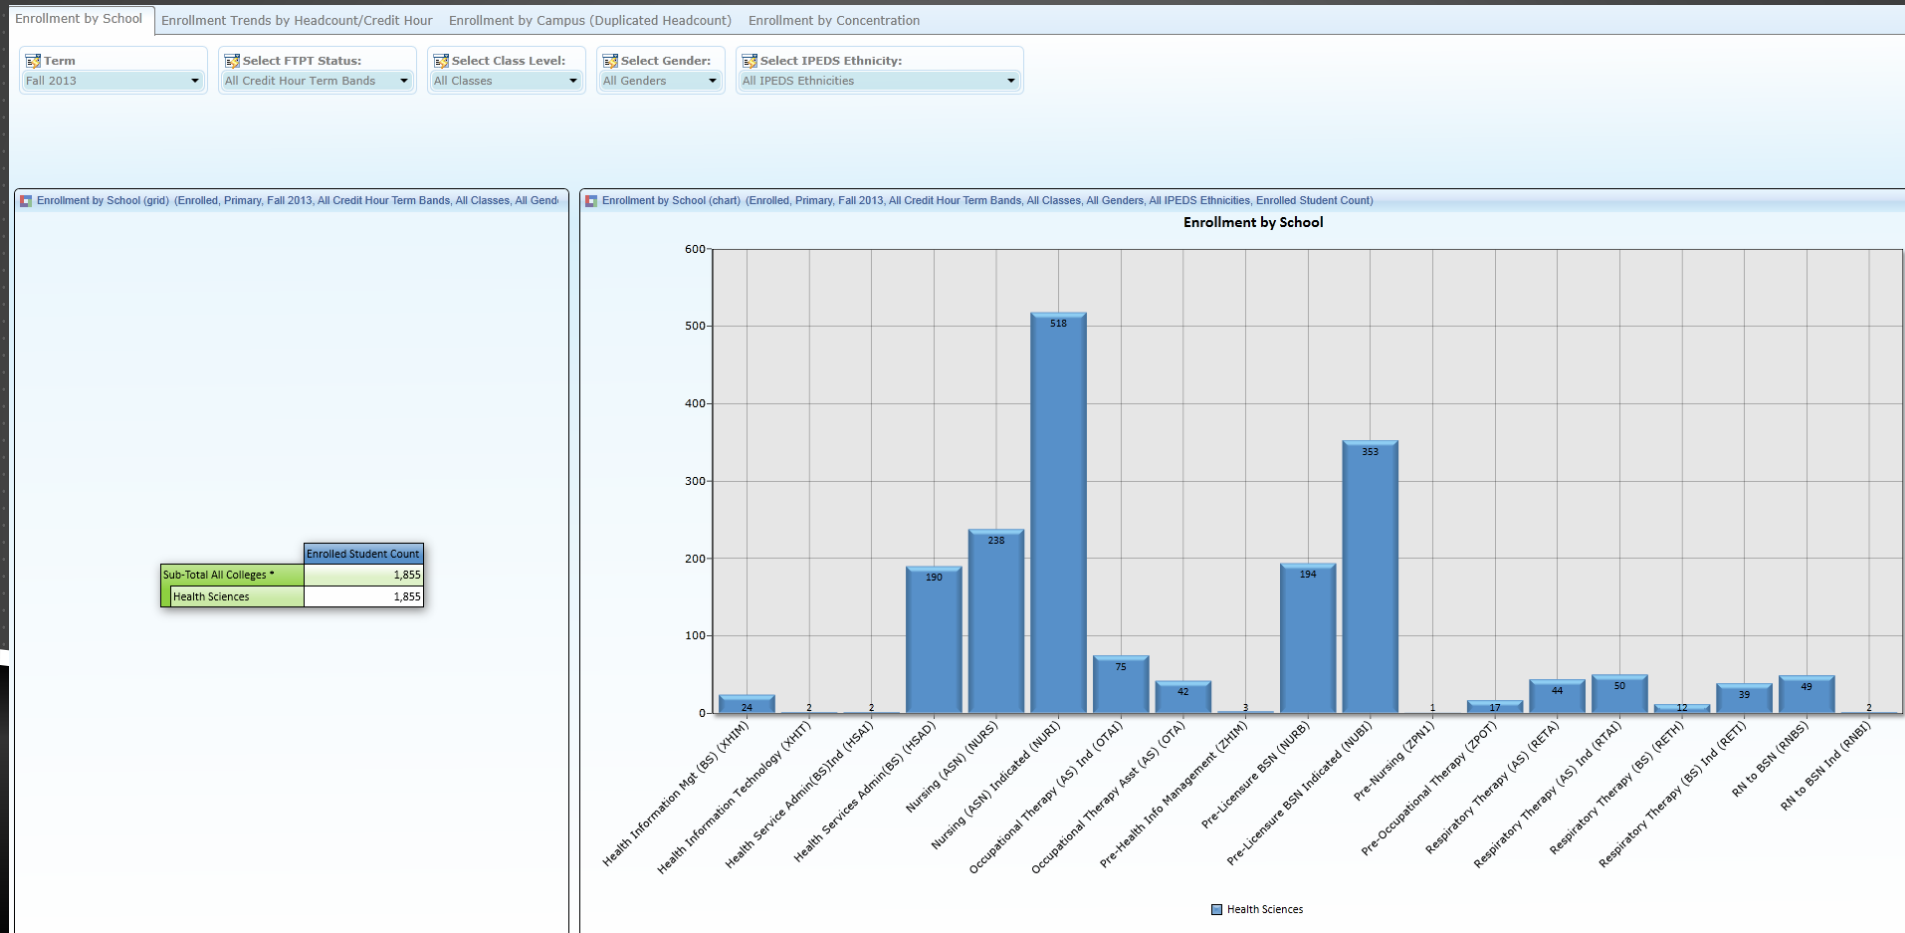 Enrollment by School
Enrollment Trends by Headcount/Credit Hour
Enrollment by Campus (Duplicated Headcount)
Enrollment by Concentration
Term
Fall 2013
Select FTPT Status:
All Credit Hour Term Bands
Select Class Level:
All Classes
Select Gender:
All Genders
Select IPEDS Ethnicity:
All IPEDS Ethnicities
Enrollment by School (grid) (Enrolled, Primary, Fall 2013, All Credit Hour Term Bands, All Classes, All Gend
Enrolled Student Count
Sub-Total All Colleges * 1,855
Health Sciences 1,855
Enrollment by School (chart) (Enrolled, Primary, Fall 2013, All Credit Hour Term Bands, All Classes, All Genders, All IPEDS Ethnicities, Enrolled Student Count)
Enrollment by School
600
500
400
300
200
100
0
24
2
2
190
238
518
75
42
3
194
353
1
17
44
50
12
39
49
2
Health Information Mgt (BS) (XHIM)
Health Information Technology (XHIT)
Health Service Admin(BS)Ind (HSAI)
Health Services Admin(BS) (HSAD)
Nursing (ASN) (NURS)
Nursing (ASN) Indicated (NURI)
Occupational Therapy (AS) Ind (OTAI)
Occupational Therapy Asst (AS) (OTA)
Pre-Health Info Management (ZHIM)
Pre-Licensure BSN (NURB)
Pre-Licensure BSN Indicated (NUBI)
Pre-Nursing (ZPN1)
Pre-Occupational Therapy (ZPOT)
Respiratory Therapy (AS) (RETA)
Respiratory Therapy (AS) Ind (RTAI)
Respiratory Therapy (BS) (RETH)
Respiratory Therapy (BS) Ind (RETI)
RN to BSN (RNBS)
RN to BSN Ind (RNBI)
Health Sciences